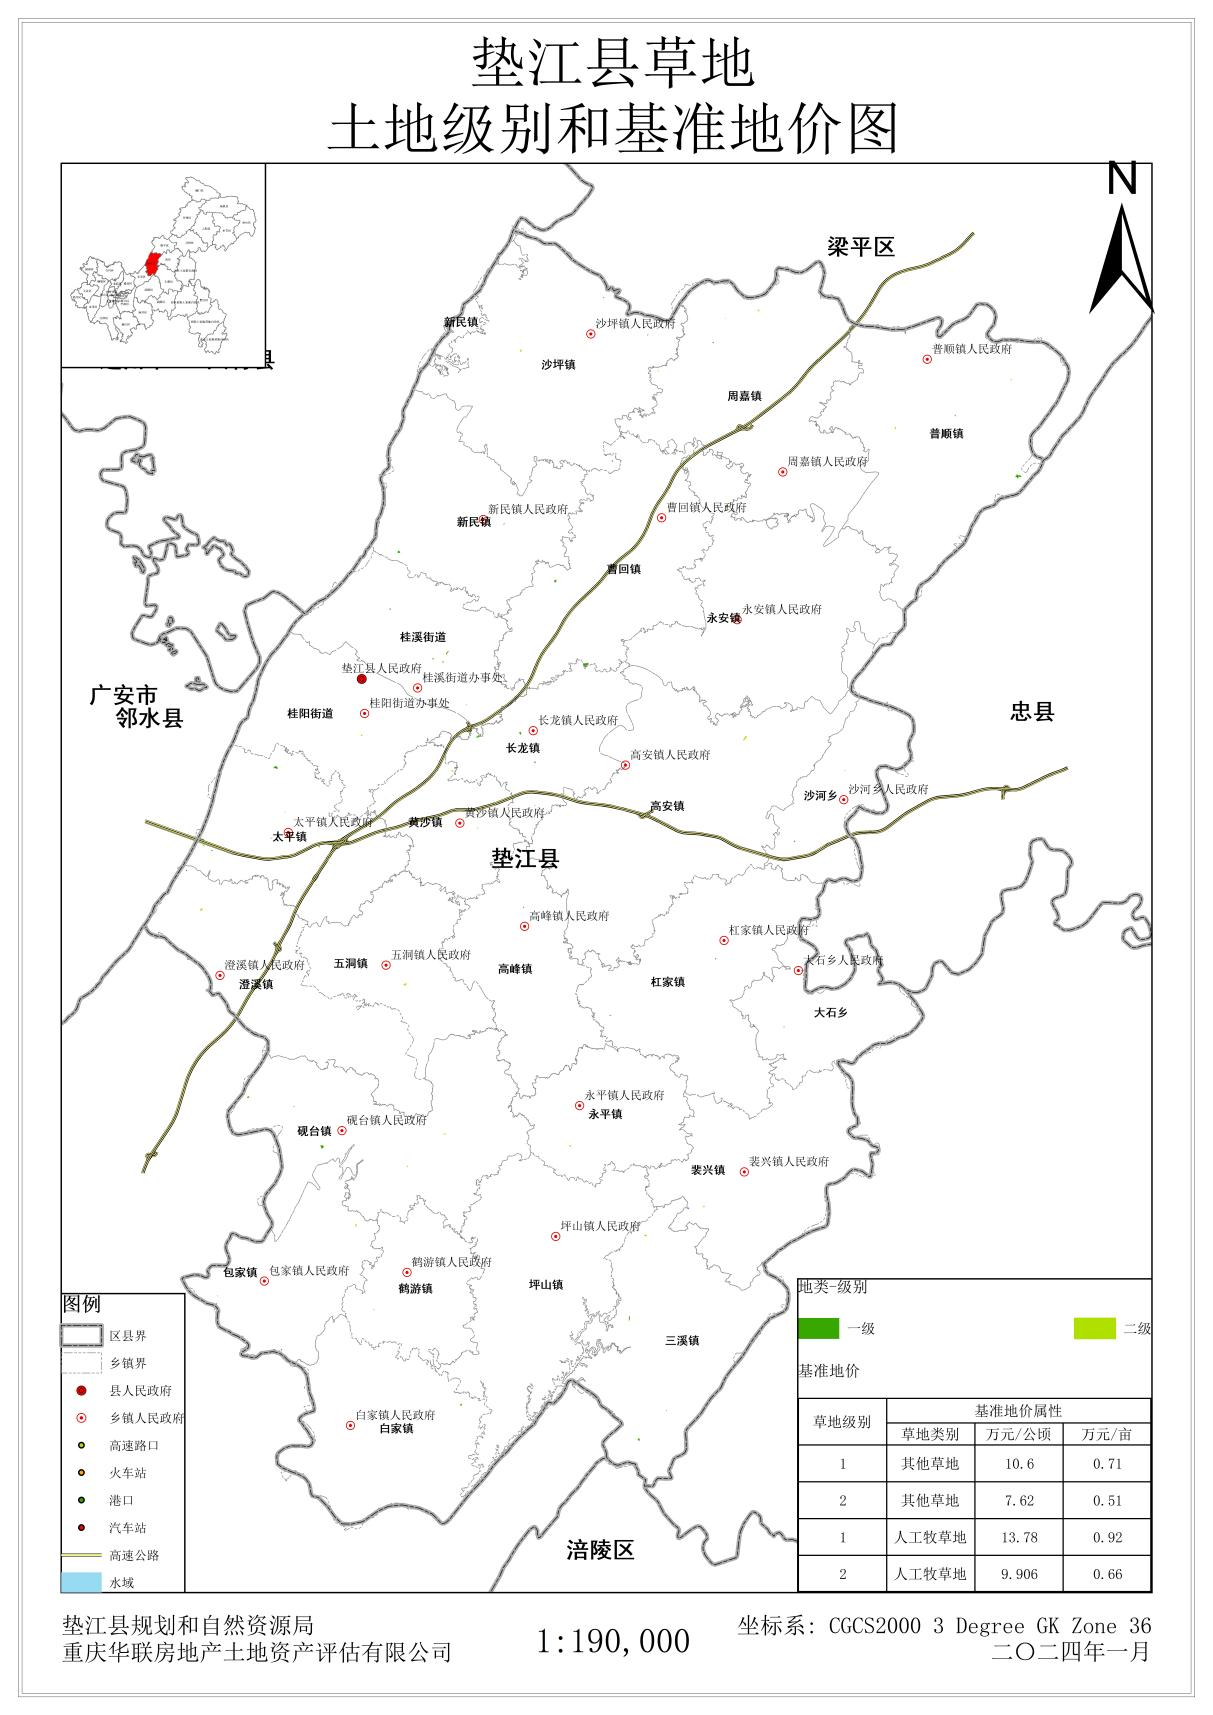 垫江县草地
土地级别和基准地价图
N
梁平区
新民镇
沙坪镇人民政府
沙坪镇
普顺镇人民政府
周嘉镇
普顺镇
周嘉镇人民政府
新民镇人民政府
新民镇
曹回镇人民政府
曹回镇
永安镇人民政府
永安镇
桂溪街道
垫江县人民政府
桂溪街道办事处
桂阳街道办事处
桂阳街道
广安市
邻水县
忠县
长龙镇人民政府
长龙镇
高安镇人民政府
高安镇
沙河乡
沙河乡人民政府
太平镇人民政府
太平镇
黄沙镇
黄沙镇人民政府
垫江县
高峰镇人民政府
高峰镇
杠家镇人民政府
杠家镇
大石乡人民政府
大石乡
五洞镇
五洞镇人民政府
澄溪镇人民政府
澄溪镇
永平镇人民政府
永平镇
砚台镇
砚台镇人民政府
裴兴镇
裴兴镇人民政府
坪山镇人民政府
坪山镇
包家镇
包家镇人民政府
鹤游镇人民政府
鹤游镇
三溪镇
白家镇人民政府
白家镇
涪陵区
图例
区县界
乡镇界
县人民政府
乡镇人民政府
高速路口
火车站
港口
汽车站
高速公路
水域
地类-级别
一级 二级
基准地价
草地级别 基准地价属性
草地类别 万元/公顷 万元/亩
1 其他草地 10.6 0.71
2 其他草地 7.62 0.51
1 人工牧草地 13.78 0.92
2 人工牧草地 9.906 0.66
垫江县规划和自然资源局
重庆华联房地产土地资产评估有限公司
1:190,000
坐标系: CGCS2000 3 Degree GK Zone 36
二〇二四年一月